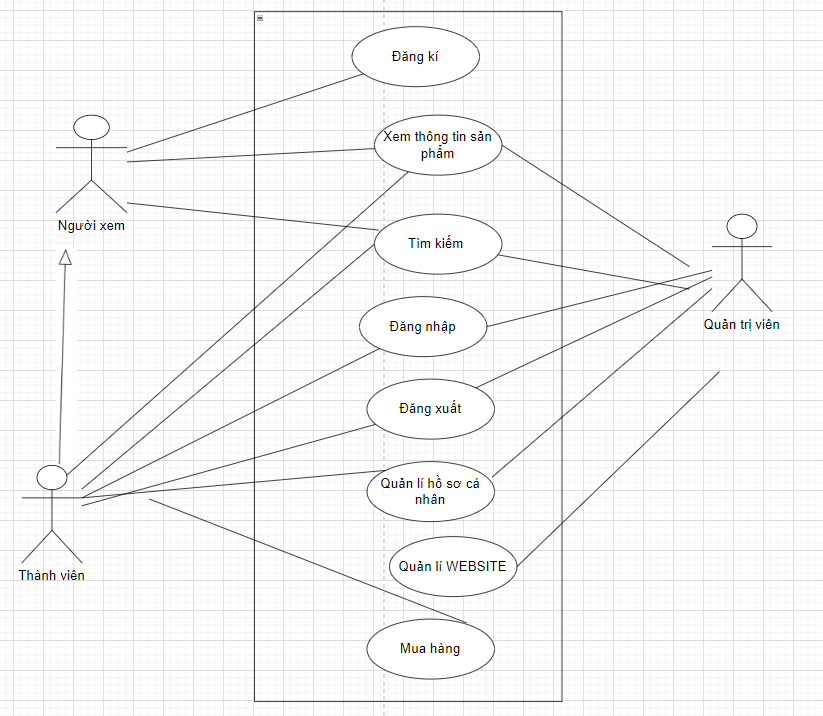 Đăng kí
Xem thông tin sản
phẩm
Người xem
Tìm kiếm
Quản trị viên
Đăng nhập
Đăng xuất
Quản lí hồ sơ cá
nhân
Quản lí WEBSITE
Thành viên
Mua hàng